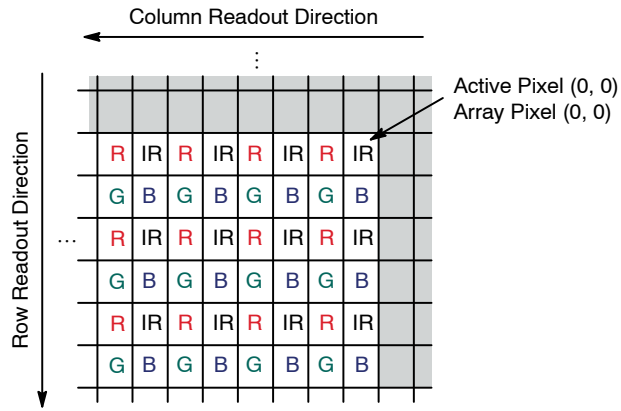 Column Readout Direction
...
Active Pixel (0, 0)
Array Pixel (0, 0)
Row Readout Direction
R IR R IR R IR R IR
G B G B G B G B
... R IR R IR R IR R IR
G B G B G B G B
R IR R IR R IR R IR
G B G B G B G B